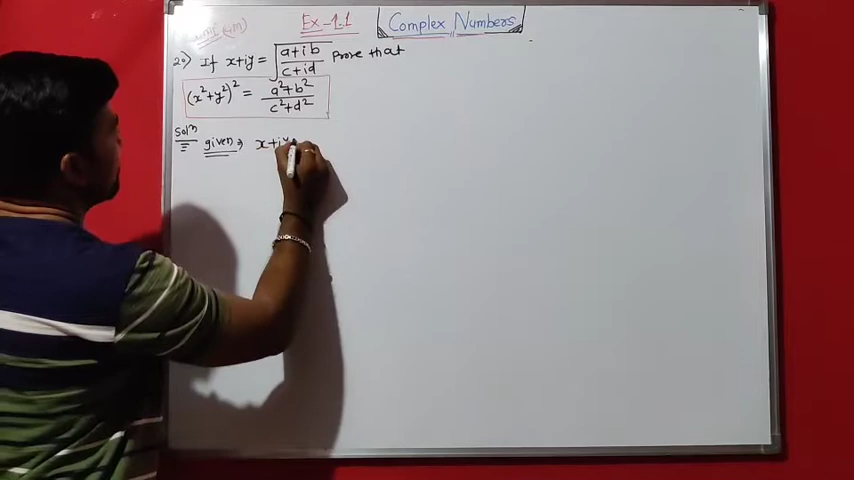 Ex-1.1
Complex Numbers
20) If x+iy = √(a+ib / c+id) Prove that
(x²+y²)² = a²+b² / c²+d²
Solⁿ
given ⇒ x+iy